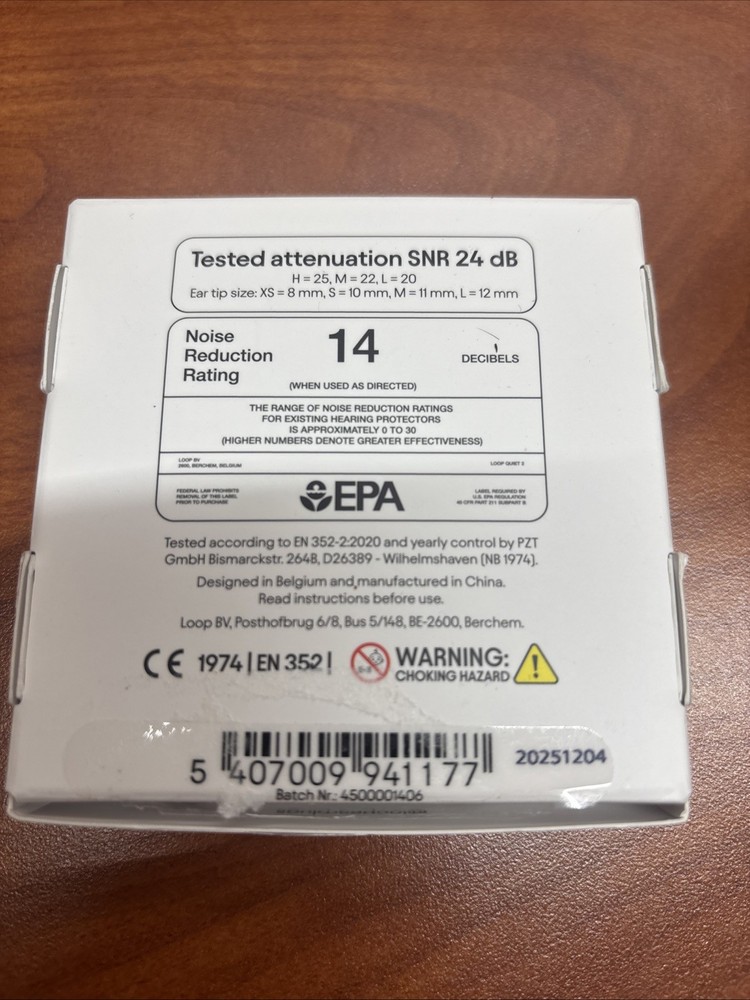 Tested attenuation SNR 24 dB
H = 25, M = 22, L = 20
Ear tip size: XS = 8 mm, S = 10 mm, M = 11 mm, L = 12 mm
Noise
Reduction
Rating
14
DECIBELS
(WHEN USED AS DIRECTED)
THE RANGE OF NOISE REDUCTION RATINGS
FOR EXISTING HEARING PROTECTORS
IS APPROXIMATELY 0 TO 30
(HIGHER NUMBERS DENOTE GREATER EFFECTIVENESS)
LOOP BV
2600, BERCHEM, BELGIUM
LOOP QUIET 2
FEDERAL LAW PROHIBITS
REMOVAL OF THIS LABEL
PRIOR TO PURCHASE
EPA
LABEL REQUIRED BY
U.S. EPA REGULATION
40 CFR PART 211 SUBPART B
Tested according to EN 352-2:2020 and yearly control by PZT
GmbH Bismarckstr. 264B, D26389 - Wilhelmshaven (NB 1974).
Designed in Belgium and manufactured in China.
Read instructions before use.
Loop BV, Posthofbrug 6/8, Bus 5/148, BE-2600, Berchem.
CE 1974 | EN 352 |
WARNING:
CHOKING HAZARD
5 407009 941177
20251204
Batch Nr.: 4500001406